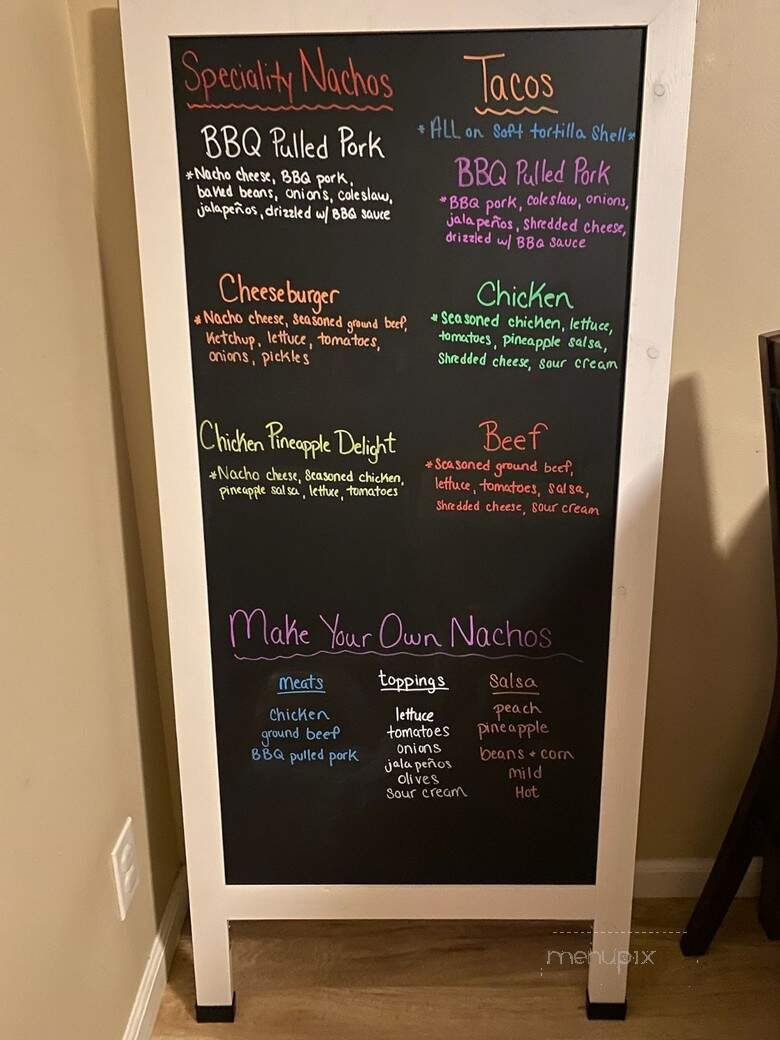 Speciality Nachos
BBQ Pulled Pork
*Nacho cheese, BBQ pork,
baked beans, onions, coleslaw,
jalapeños, drizzled w/ BBQ sauce
Cheeseburger
*Nacho cheese, seasoned ground beef,
Ketchup, lettuce, tomatoes,
onions, pickles
Chicken Pineapple Delight
*Nacho cheese, seasoned chicken,
pineapple salsa, lettuce, tomatoes
Tacos
*ALL on soft tortilla shell*
BBQ Pulled Pork
*BBQ pork, coleslaw, onions,
jalapeños, shredded cheese,
drizzled w/ BBQ sauce
Chicken
*Seasoned chicken, lettuce,
tomatoes, pineapple salsa,
Shredded cheese, sour cream
Beef
*Seasoned ground beef,
lettuce, tomatoes, salsa,
Shredded cheese, sour cream
Make Your Own Nachos
meats
chicken
ground beef
BBQ pulled pork
toppings
lettuce
tomatoes
onions
jalapeños
olives
sour cream
Salsa
peach
pineapple
beans + corn
mild
Hot
menupix